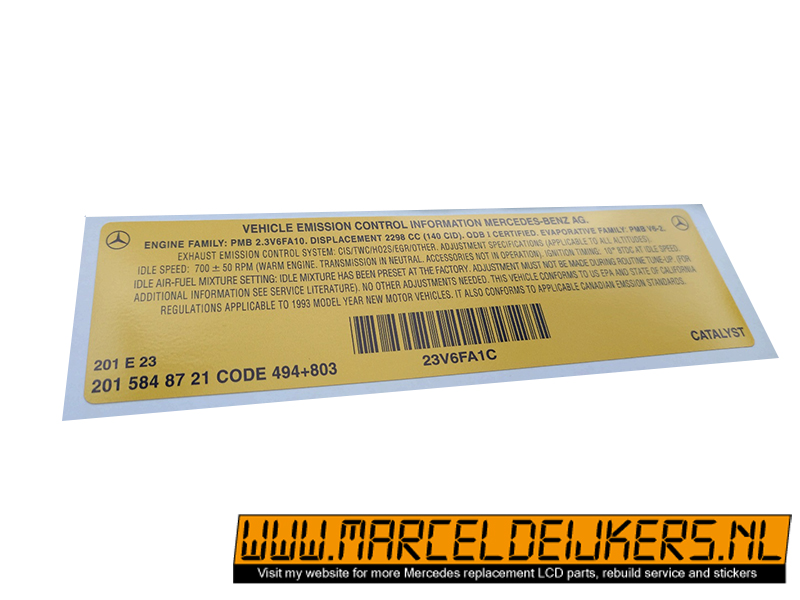 VEHICLE EMISSION CONTROL INFORMATION MERCEDES-BENZ AG.
ENGINE FAMILY: PMB 2.3V6FA10. DISPLACEMENT 2298 CC (140 CID). ODB I CERTIFIED. EVAPORATIVE FAMILY: PMB V6-2.
EXHAUST EMISSION CONTROL SYSTEM: CIS/TWC/HO2S/EGR/OTHER. ADJUSTMENT SPECIFICATIONS (APPLICABLE TO ALL ALTITUDES).
IDLE SPEED: 700 ± 50 RPM (WARM ENGINE. TRANSMISSION IN NEUTRAL. ACCESSORIES NOT IN OPERATION). IGNITION TIMING: 10° BTDC AT IDLE SPEED.
IDLE AIR-FUEL MIXTURE SETTING: IDLE MIXTURE HAS BEEN PRESET AT THE FACTORY. ADJUSTMENT MUST NOT BE MADE DURING ROUTINE TUNE-UP. (FOR
ADDITIONAL INFORMATION SEE SERVICE LITERATURE). NO OTHER ADJUSTMENTS NEEDED. THIS VEHICLE CONFORMS TO US EPA AND STATE OF CALIFORNIA
REGULATIONS APPLICABLE TO 1993 MODEL YEAR NEW MOTOR VEHICLES. IT ALSO CONFORMS TO APPLICABLE CANADIAN EMISSION STANDARDS.
23V6FA1C
CATALYST
201 E 23
201 584 87 21 CODE 494+803
WWW.MARCELDEIJKERS.NL
Visit my website for more Mercedes replacement LCD parts, rebuild service and stickers